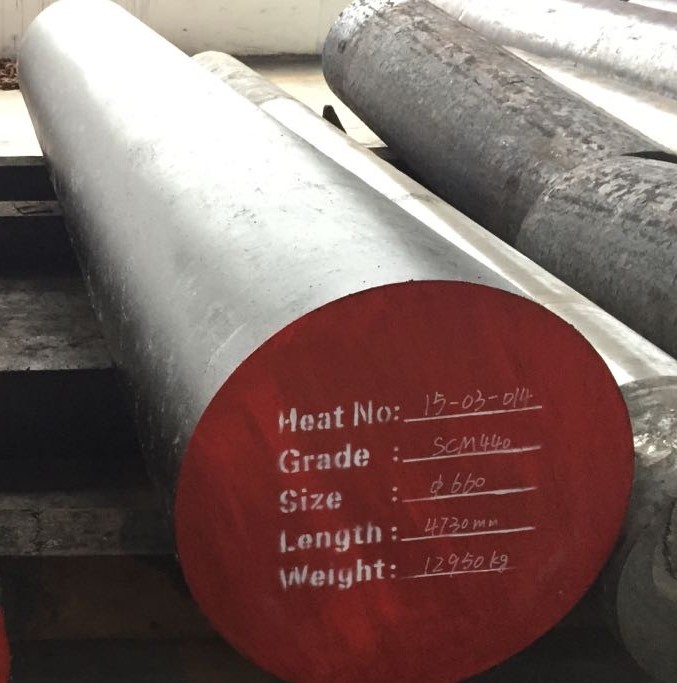 Heat No: 15-03-014
Grade : SCM440
Size : ϕ660
Length : 4730mm
Weight: 12950kg